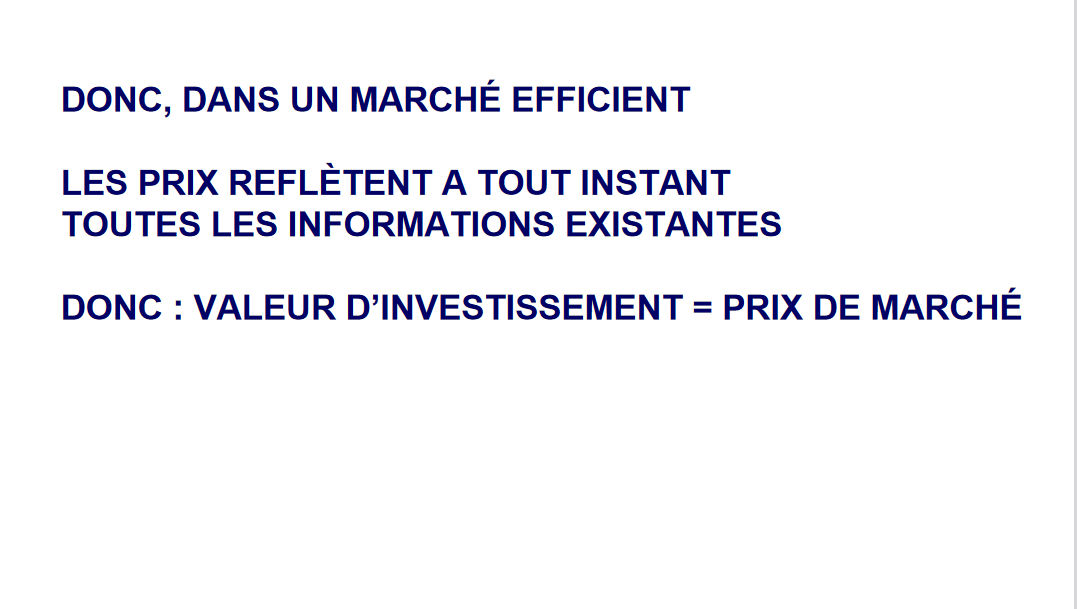 DONC, DANS UN MARCHÉ EFFICIENT
LES PRIX REFLÈTENT A TOUT INSTANT
TOUTES LES INFORMATIONS EXISTANTES
DONC : VALEUR D’INVESTISSEMENT = PRIX DE MARCHÉ